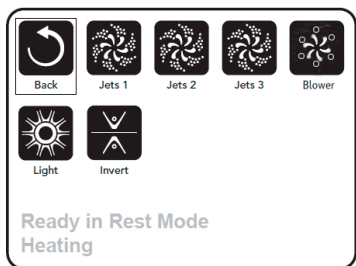 Back Jets 1 Jets 2 Jets 3 Blower
Light Invert
Ready in Rest Mode
Heating